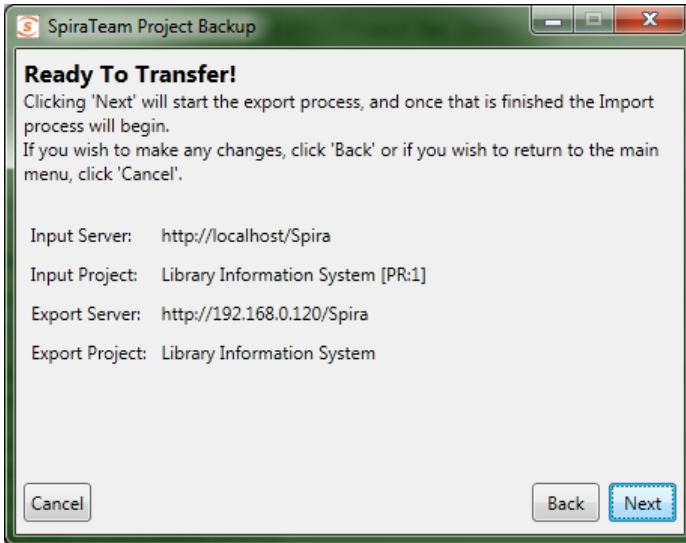 SpiraTeam Project Backup
Ready To Transfer!
Clicking 'Next' will start the export process, and once that is finished the Import
process will begin.
If you wish to make any changes, click 'Back' or if you wish to return to the main
menu, click 'Cancel'.
Input Server: http://localhost/Spira
Input Project: Library Information System [PR:1]
Export Server: http://192.168.0.120/Spira
Export Project: Library Information System
Cancel Back Next